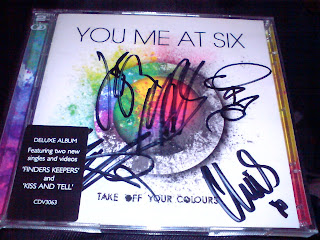 YOU ME AT SIX
DELUXE ALBUM
Featuring two new
singles and videos
'FINDERS KEEPERS'
and
'KISS AND TELL'
CDV3063
TAKE OFF YOUR COLOURS